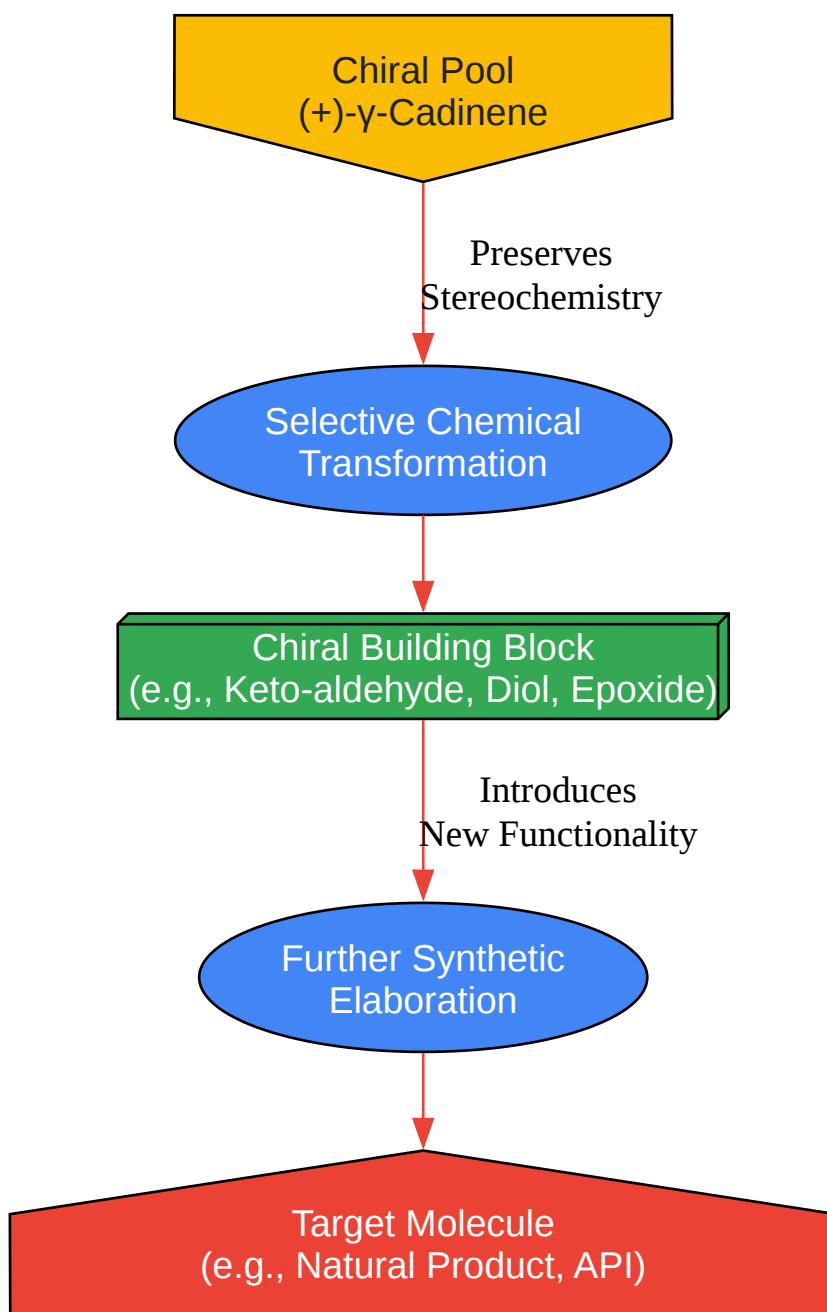 Chiral Pool
(+)-γ-Cadinene
Preserves
Stereochemistry
Selective Chemical
Transformation
Chiral Building Block
(e.g., Keto-aldehyde, Diol, Epoxide)
Introduces
New Functionality
Further Synthetic
Elaboration
Target Molecule
(e.g., Natural Product, API)